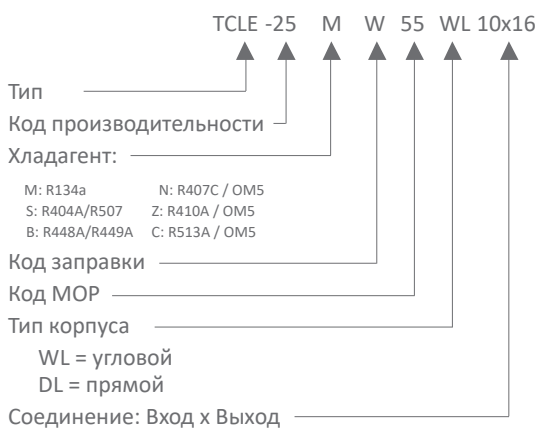 TCLE -25 M W 55 WL 10x16
Тип
Код производительности
Хладагент:
M: R134a N: R407C / OM5
S: R404A/R507 Z: R410A / OM5
B: R448A/R449A C: R513A / OM5
Код заправки
Код МОР
Тип корпуса
WL = угловой
DL = прямой
Соединение: Вход х Выход